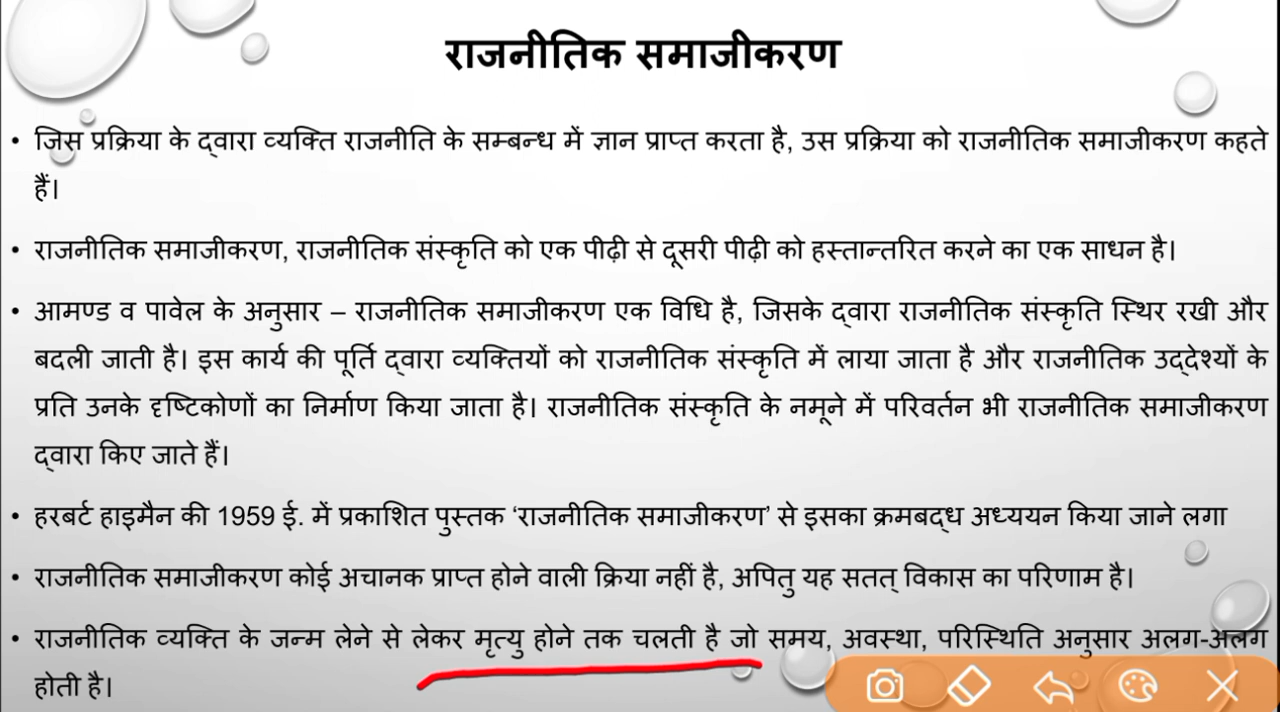 राजनीतिक समाजीकरण
• जिस प्रक्रिया के द्वारा व्यक्ति राजनीति के सम्बन्ध में ज्ञान प्राप्त करता है, उस प्रक्रिया को राजनीतिक समाजीकरण कहते
हैं।
• राजनीतिक समाजीकरण, राजनीतिक संस्कृति को एक पीढ़ी से दूसरी पीढ़ी को हस्तान्तरित करने का एक साधन है।
• आमण्ड व पावेल के अनुसार – राजनीतिक समाजीकरण एक विधि है, जिसके द्वारा राजनीतिक संस्कृति स्थिर रखी और
बदली जाती है। इस कार्य की पूर्ति द्वारा व्यक्तियों को राजनीतिक संस्कृति में लाया जाता है और राजनीतिक उद्देश्यों के
प्रति उनके दृष्टिकोणों का निर्माण किया जाता है। राजनीतिक संस्कृति के नमूने में परिवर्तन भी राजनीतिक समाजीकरण
द्वारा किए जाते हैं।
• हरबर्ट हाइमैन की 1959 ई. में प्रकाशित पुस्तक ‘राजनीतिक समाजीकरण’ से इसका क्रमबद्ध अध्ययन किया जाने लगा
• राजनीतिक समाजीकरण कोई अचानक प्राप्त होने वाली क्रिया नहीं है, अपितु यह सतत् विकास का परिणाम है।
• राजनीतिक व्यक्ति के जन्म लेने से लेकर मृत्यु होने तक चलती है जो समय, अवस्था, परिस्थिति अनुसार अलग-अलग
होती है।